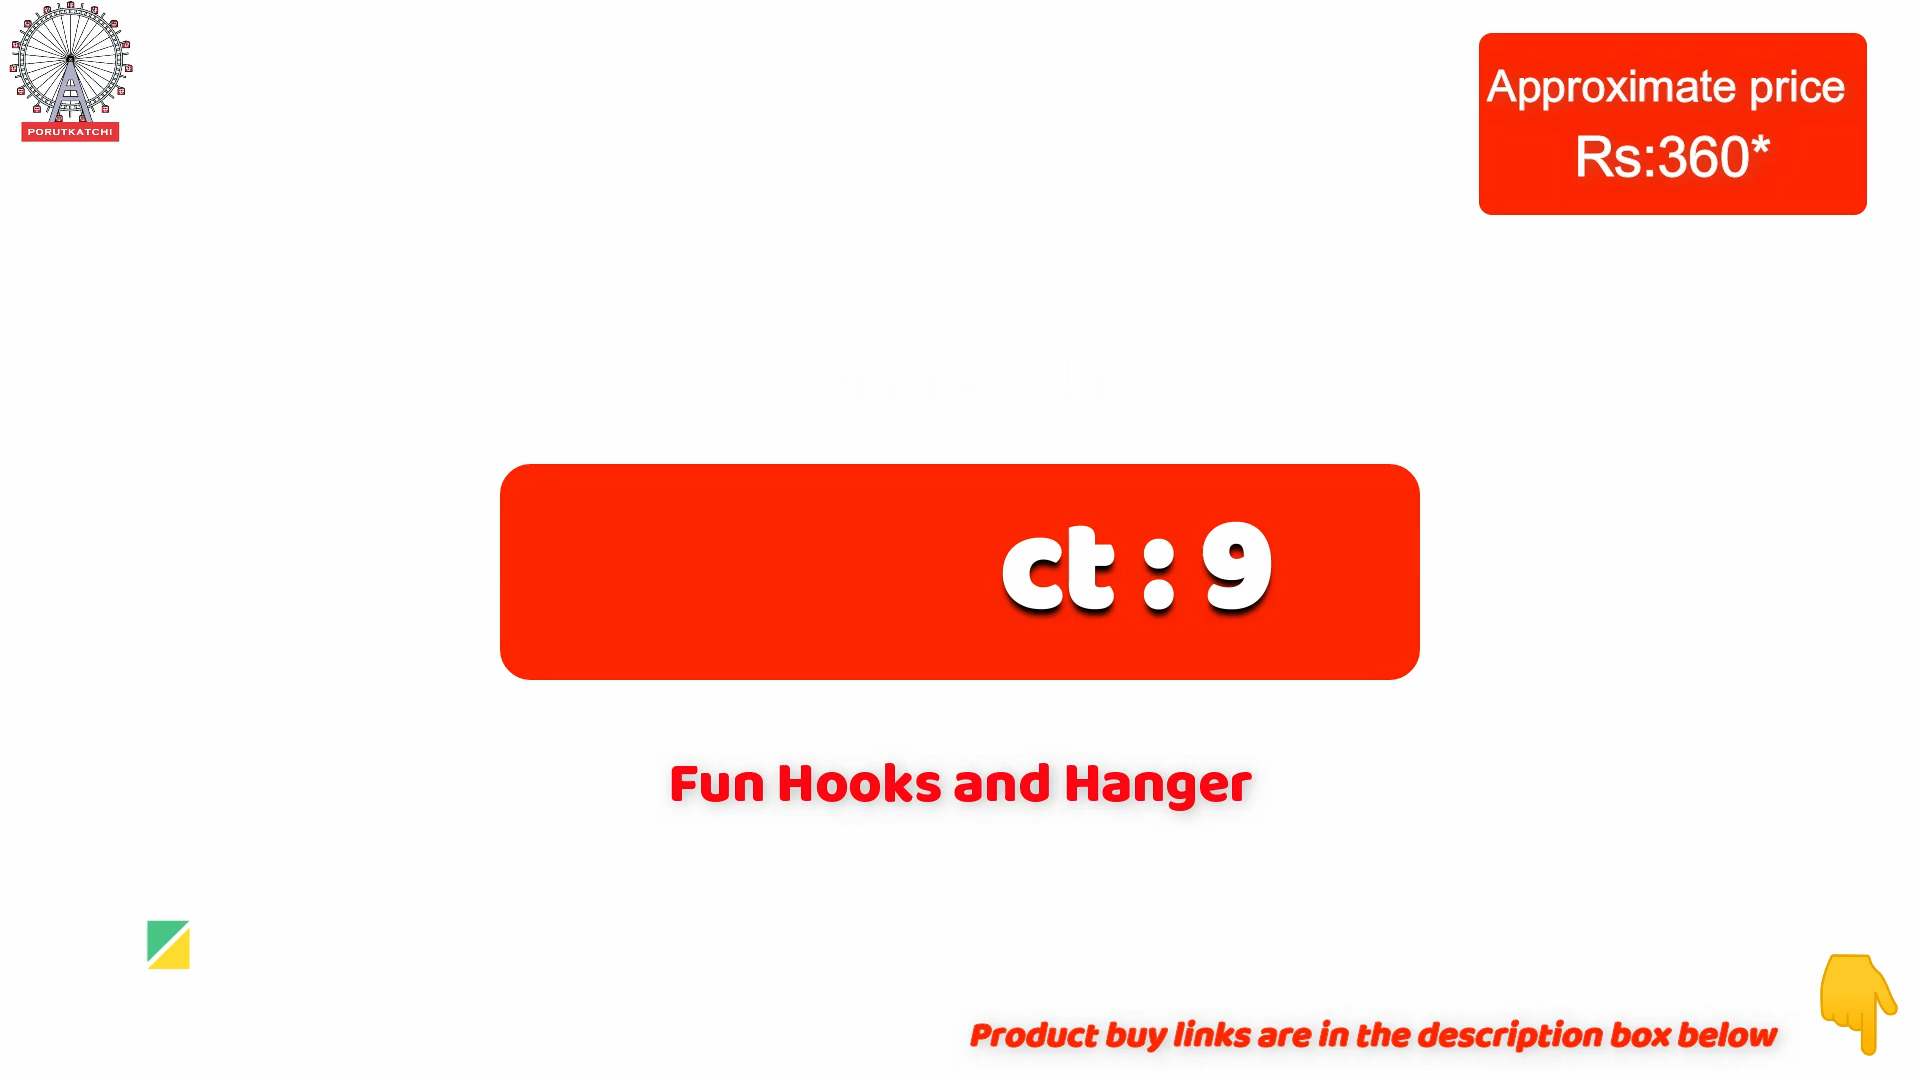 PORUTKATCHI
Approximate price
Rs:360*
ct : 9
Fun Hooks and Hanger
Product buy links are in the description box below